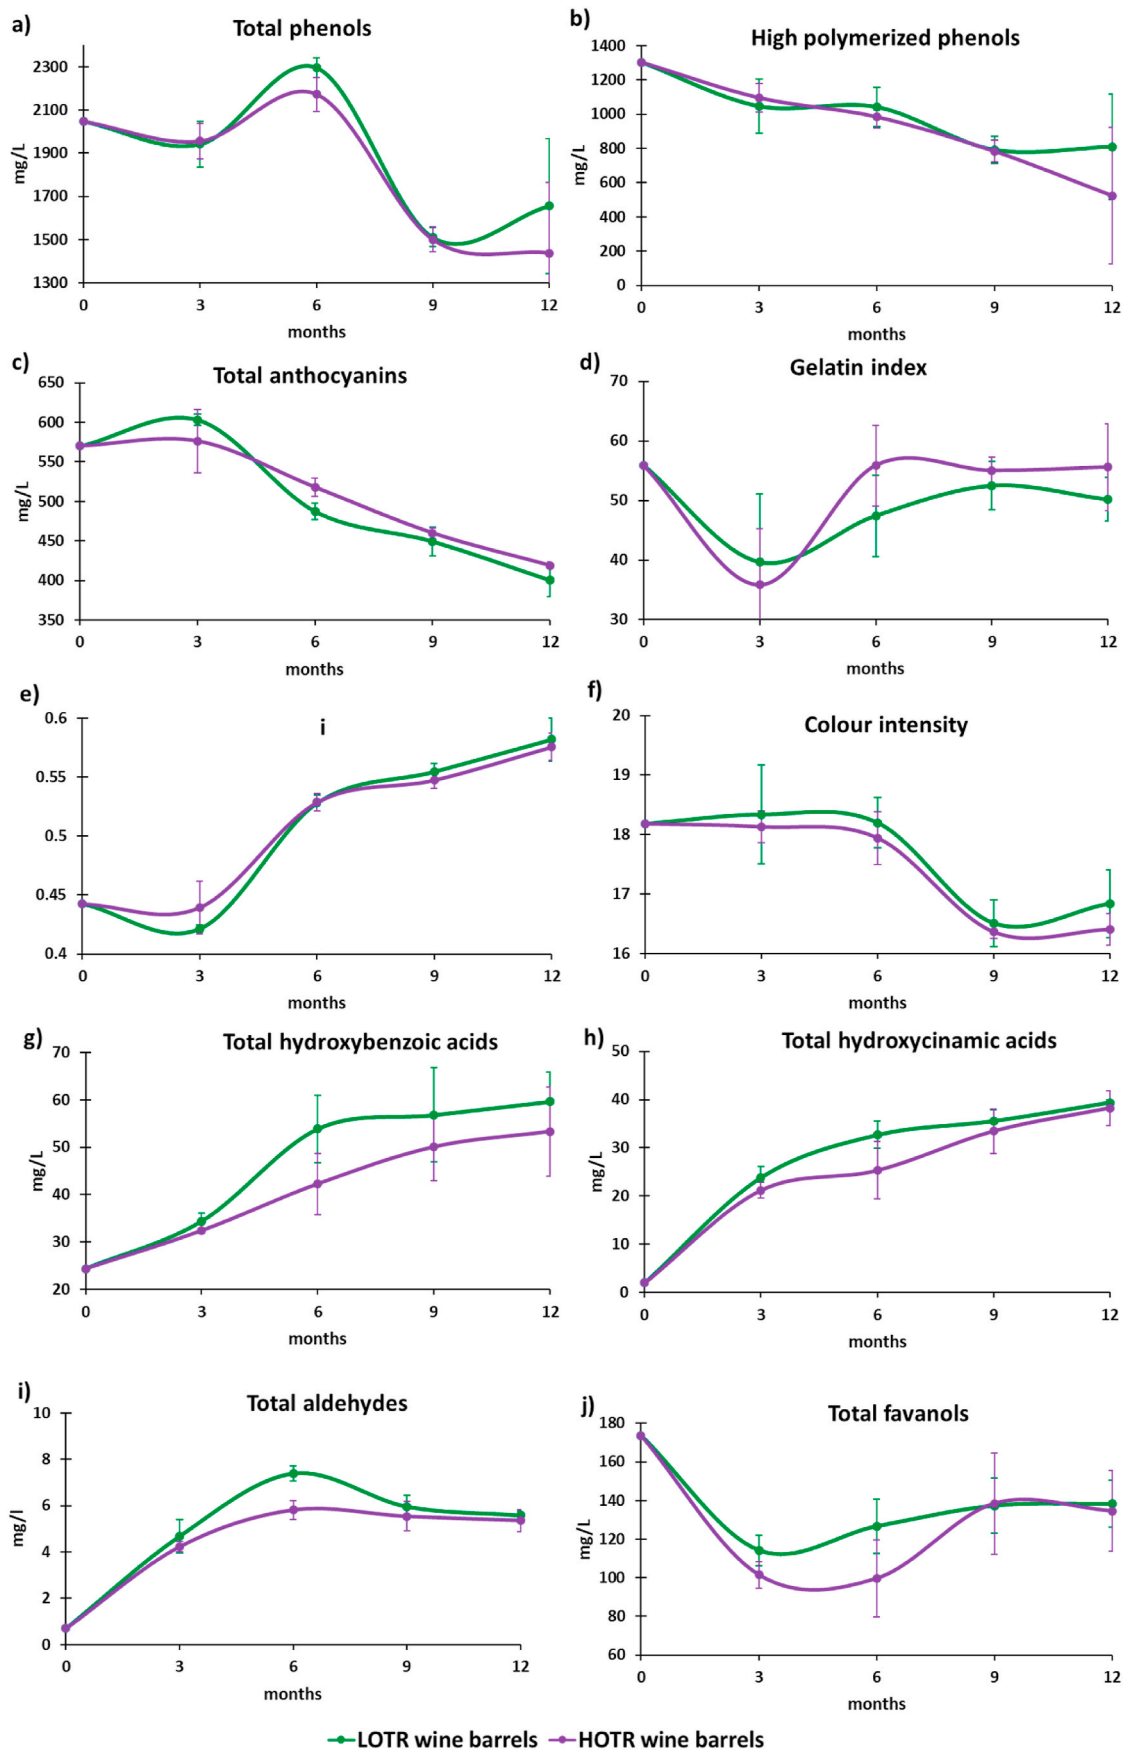 a)
Total phenols
2300
2100
1900
1700
1500
1300
mg/L
0 3 6 9 12
months
b)
High polymerized phenols
1400
1200
1000
800
600
400
200
0
mg/L
0 3 6 9 12
months
c)
Total anthocyanins
650
600
550
500
450
400
350
mg/L
0 3 6 9 12
months
d)
Gelatin index
70
60
50
40
30
0 3 6 9 12
months
e)
i
0.6
0.55
0.5
0.45
0.4
0 3 6 9 12
months
f)
Colour intensity
20
19
18
17
16
0 3 6 9 12
months
g)
Total hydroxybenzoic acids
70
60
50
40
30
20
mg/L
0 3 6 9 12
months
h)
Total hydroxycinamic acids
50
40
30
20
10
0
mg/L
0 3 6 9 12
months
i)
Total aldehydes
10
8
6
4
2
0
mg/l
0 3 6 9 12
months
j)
Total favanols
180
160
140
120
100
80
60
mg/L
0 3 6 9 12
months
LOTR wine barrels HOTR wine barrels